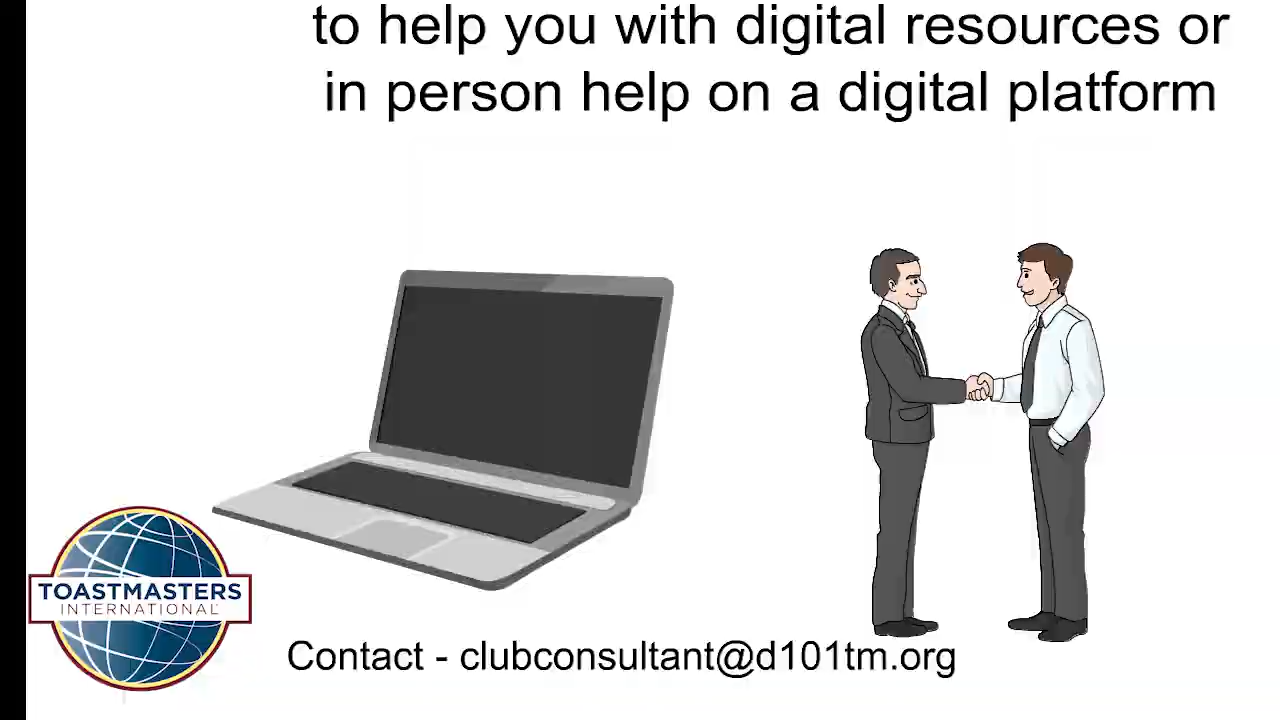 to help you with digital resources or
in person help on a digital platform
TOASTMASTERS
INTERNATIONAL
Contact - clubconsultant@d101tm.org